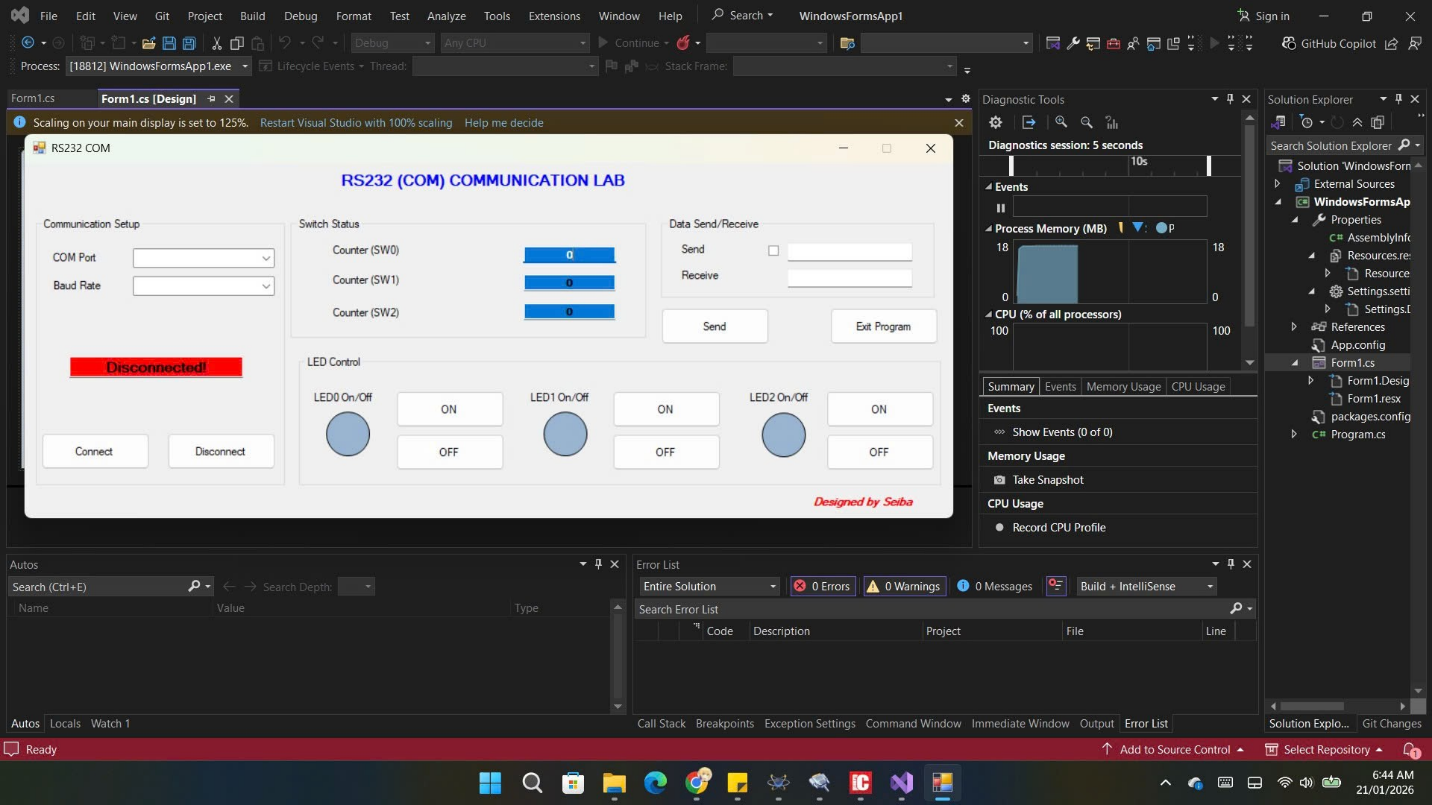 File Edit View Git Project Build Debug Format Test Analyze Tools Extensions Window Help Search WindowsFormsApp1 Sign in
Debug Any CPU Continue GitHub Copilot
Process: [18812] WindowsFormsApp1.exe Lifecycle Events Thread: Stack Frame:
Form1.cs Form1.cs [Design]
Scaling on your main display is set to 125%. Restart Visual Studio with 100% scaling Help me decide
RS232 COM
RS232 (COM) COMMUNICATION LAB
Communication Setup
COM Port
Baud Rate
Disconnected!
Connect Disconnect
Switch Status
Counter (SW0) 0
Counter (SW1) 0
Counter (SW2) 0
Data Send/Receive
Send
Receive
Send Exit Program
LED Control
LED0 On/Off ON OFF
LED1 On/Off ON OFF
LED2 On/Off ON OFF
Designed by Seiba
Diagnostic Tools
Diagnostics session: 5 seconds
10s
Events
Process Memory (MB) P
18 18
0 0
CPU (% of all processors)
100 100
Summary Events Memory Usage CPU Usage
Events
Show Events (0 of 0)
Memory Usage
Take Snapshot
CPU Usage
Record CPU Profile
Solution Explorer
Search Solution Explorer
Solution 'WindowsForm
External Sources
WindowsFormsAp
Properties
C# AssemblyInfo
Resources.re
Resource
Settings.setti
Settings.D
References
App.config
Form1.cs
Form1.Desig
Form1.resx
packages.config
C# Program.cs
Solution Explo... Git Changes
Autos
Search (Ctrl+E) Search Depth:
Name Value Type
Autos Locals Watch 1
Error List
Entire Solution 0 Errors 0 Warnings 0 Messages Build + IntelliSense
Search Error List
Code Description Project File Line
Call Stack Breakpoints Exception Settings Command Window Immediate Window Output Error List
Ready Add to Source Control Select Repository 1
IC
6:44 AM
21/01/2026